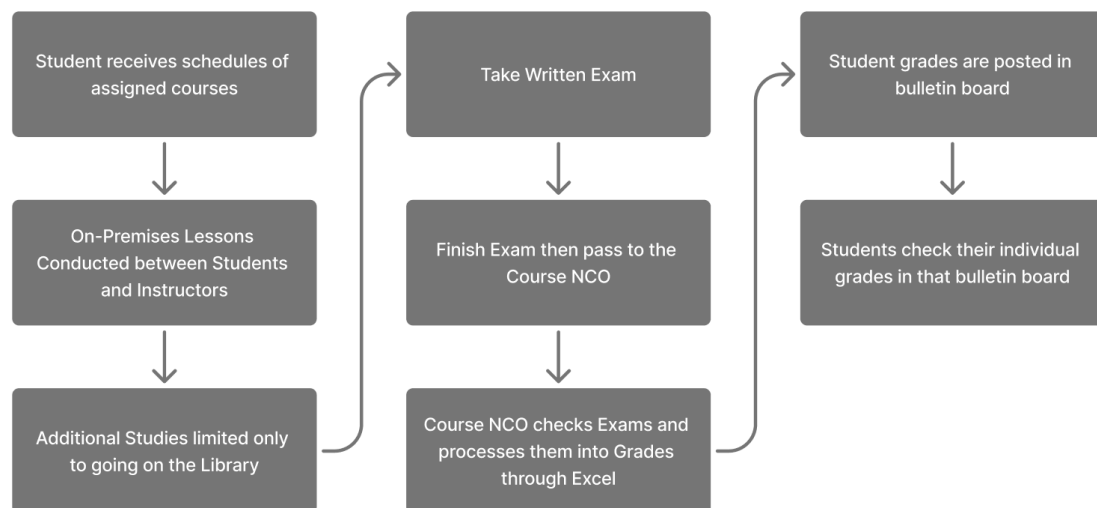 Student receives schedules of
assigned courses
On-Premises Lessons
Conducted between Students
and Instructors
Additional Studies limited only
to going on the Library
Take Written Exam
Finish Exam then pass to the
Course NCO
Course NCO checks Exams and
processes them into Grades
through Excel
Student grades are posted in
bulletin board
Students check their individual
grades in that bulletin board